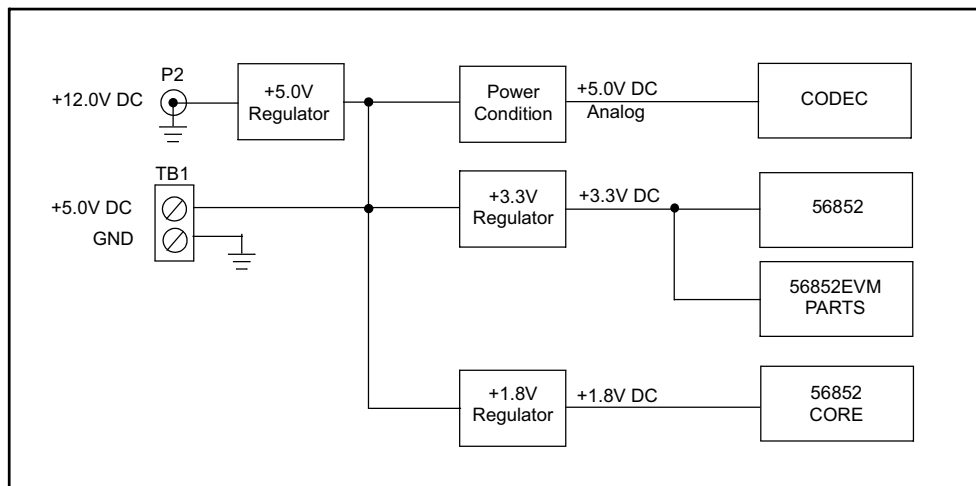 P2
+12.0V DC
+5.0V
Regulator
Power
Condition
+5.0V DC
Analog
CODEC
TB1
+5.0V DC
GND
+3.3V
Regulator
+3.3V DC
56852
56852EVM
PARTS
+1.8V
Regulator
+1.8V DC
56852
CORE